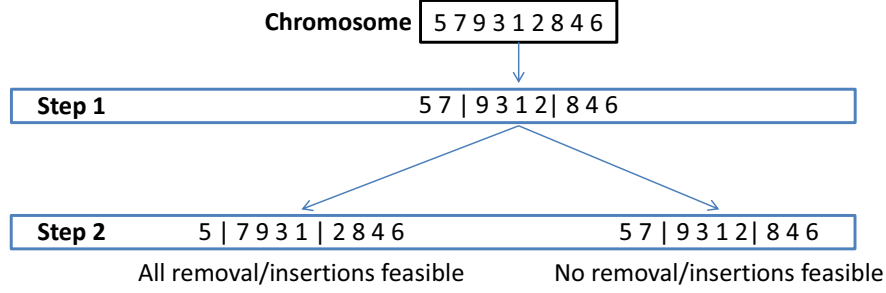 Chromosome 5 7 9 3 1 2 8 4 6
Step 1 5 7 | 9 3 1 2 | 8 4 6
Step 2 5 | 7 9 3 1 | 2 8 4 6 5 7 | 9 3 1 2 | 8 4 6
All removal/insertions feasible No removal/insertions feasible